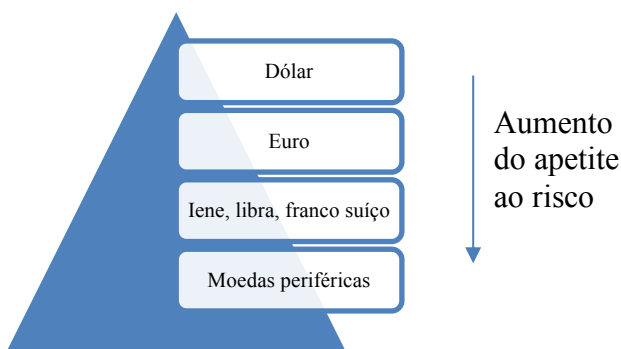 Dólar
Euro
Iene, libra, franco suíço
Moedas periféricas
Aumento
do apetite
ao risco